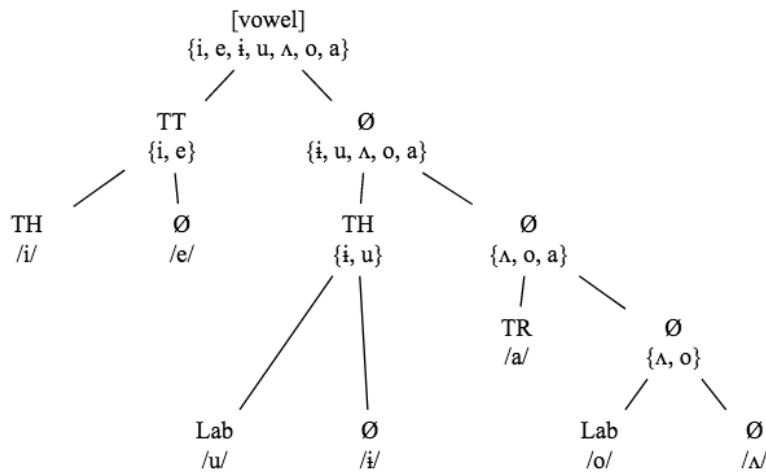 [vowel]
{i, e, ɨ, u, ʌ, o, a}
TT Ø
{i, e} {ɨ, u, ʌ, o, a}
TH Ø TH Ø
/i/ /e/ {ɨ, u} {ʌ, o, a}
TR Ø
/a/ {ʌ, o}
Lab Ø Lab Ø
/u/ /ɨ/ /o/ /ʌ/